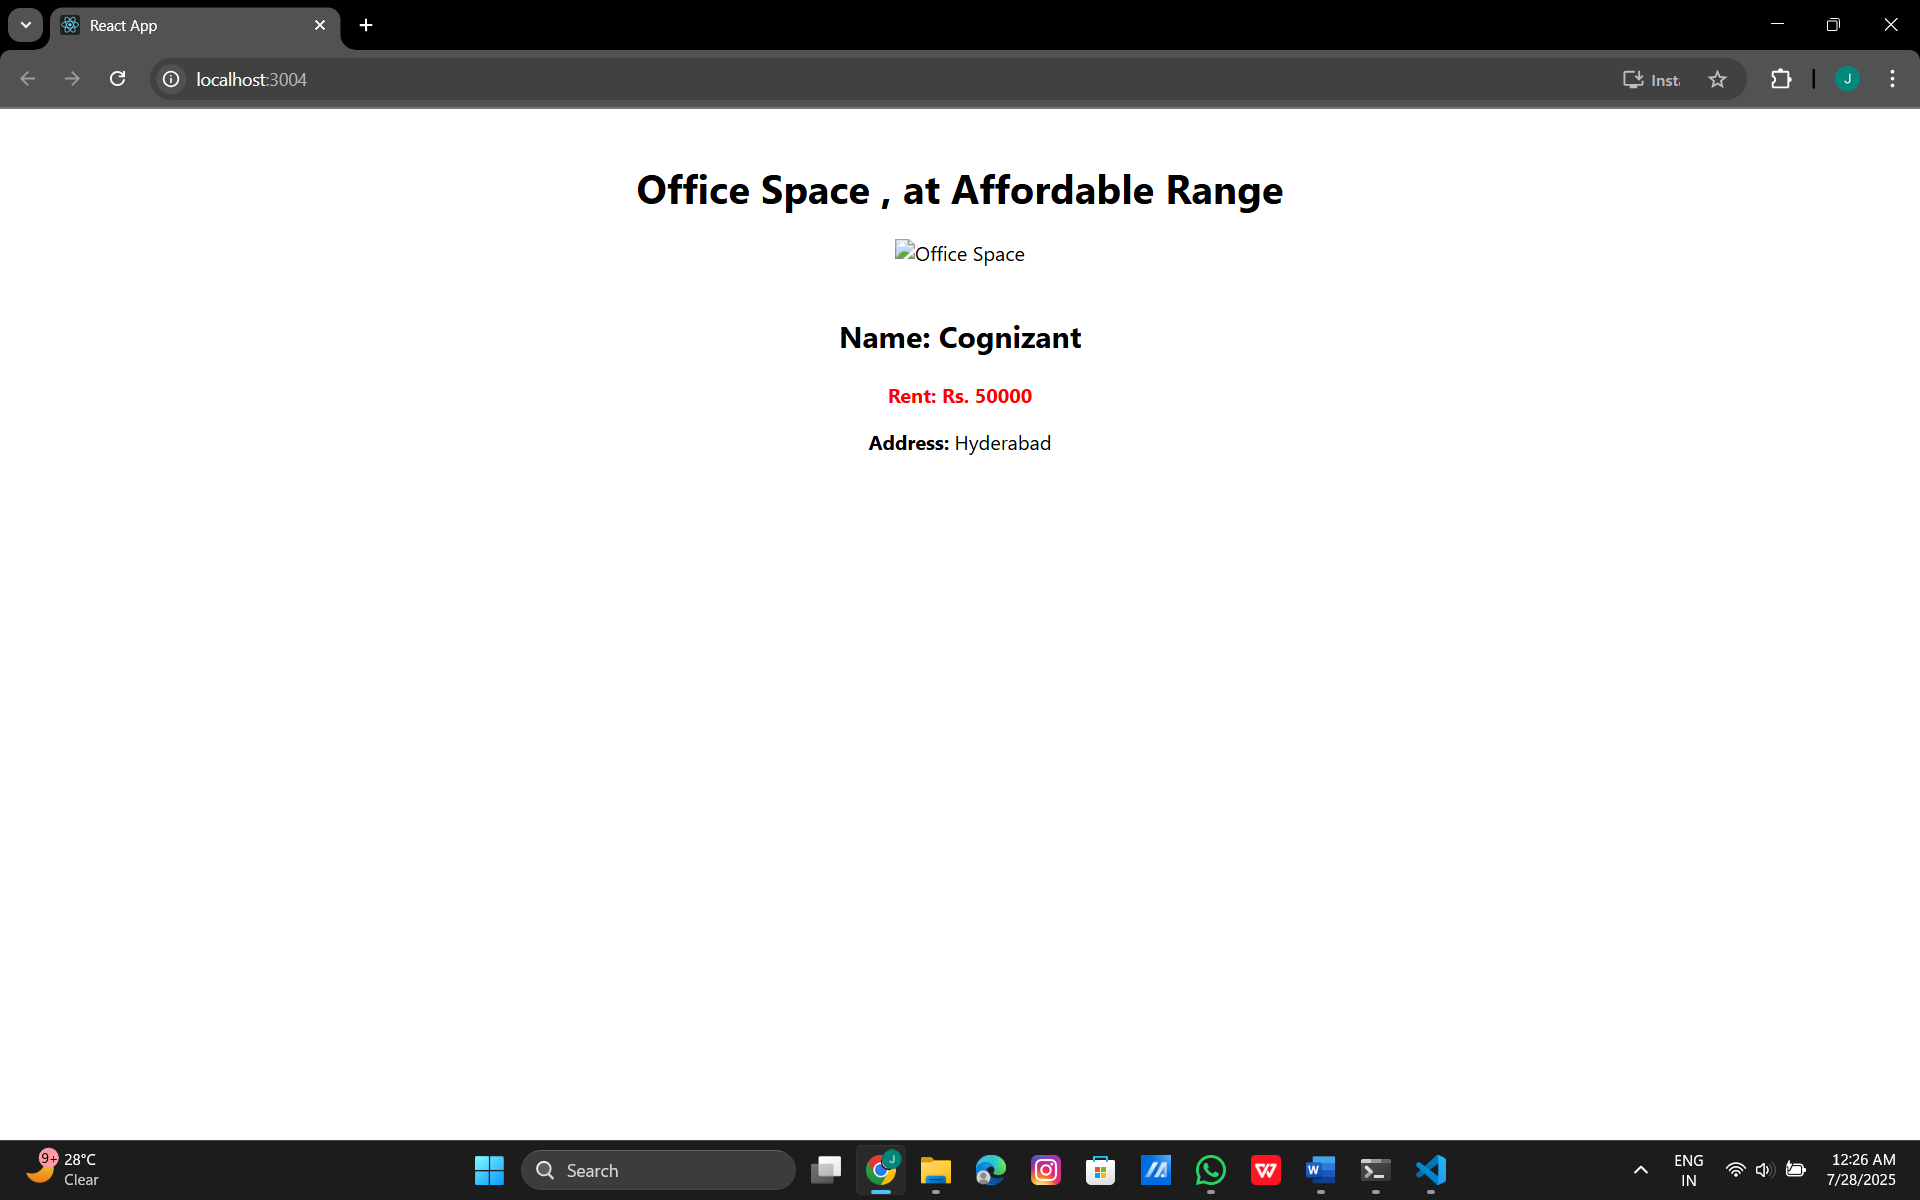 React App
localhost:3004
Inst
J
Office Space , at Affordable Range
Office Space
Name: Cognizant
Rent: Rs. 50000
Address: Hyderabad
9+
28°C
Clear
Search
J
W
W
ENG
IN
12:26 AM
7/28/2025